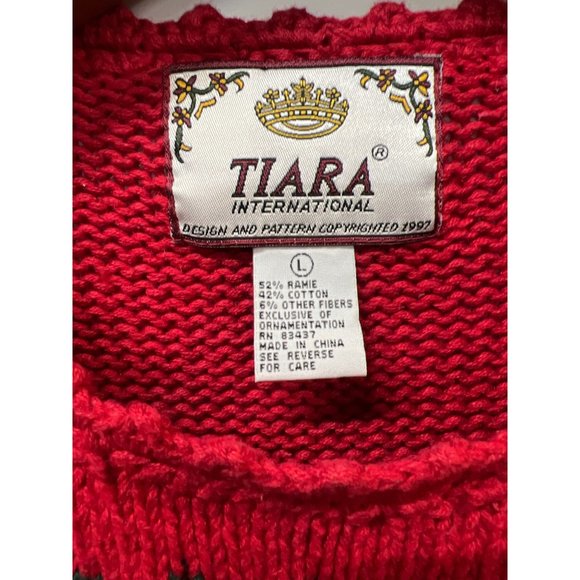 TIARA ®
INTERNATIONAL
DESIGN AND PATTERN COPYRIGHTED 1997
L
52% RAMIE
42% COTTON
6% OTHER FIBERS
EXCLUSIVE OF
ORNAMENTATION
RN 83437
MADE IN CHINA
SEE REVERSE
FOR CARE